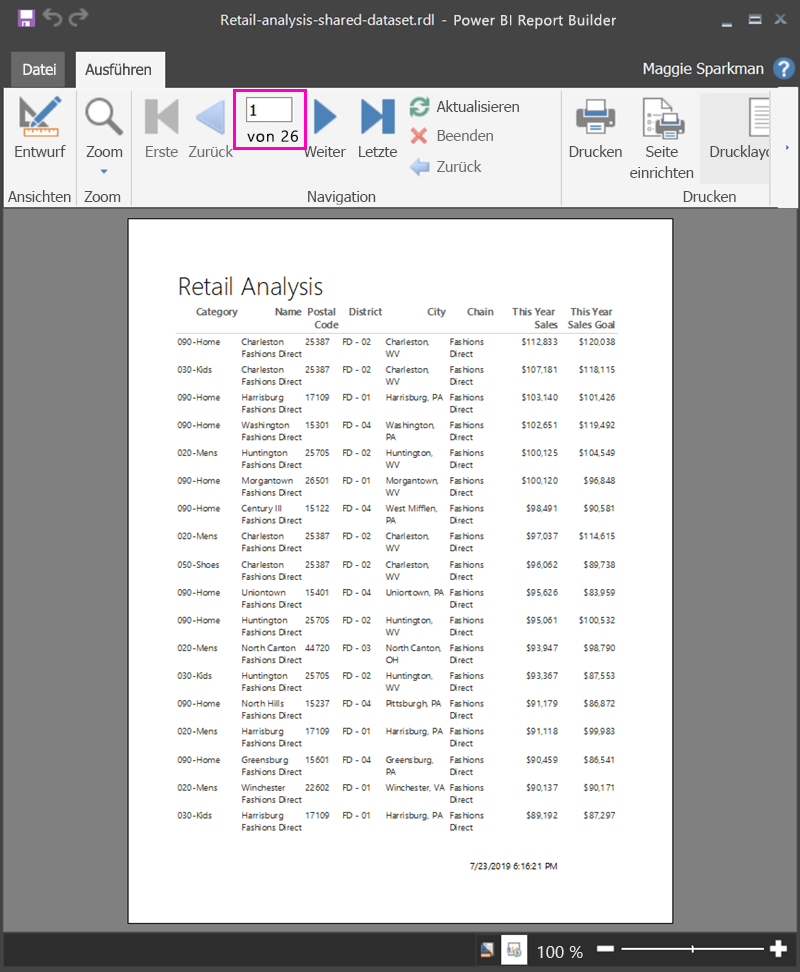 Retail-analysis-shared-dataset.rdl - Power BI Report Builder
Datei Ausführen Maggie Sparkman ?
1
von 26
Entwurf Zoom Erste Zurück Weiter Letzte
Aktualisieren
Beenden
Zurück
Drucken Seite einrichten Drucklayo
Ansichten Zoom Navigation Drucken
Retail Analysis
Category Name Postal District City Chain This Year This Year
Code Sales Sales Goal
090-Home Charleston 25387 FD - 02 Charleston, Fashions $112,833 $120,038
Fashions Direct WV Direct
030-Kids Charleston 25387 FD - 02 Charleston, Fashions $107,181 $118,115
Fashions Direct WV Direct
090-Home Harrisburg 17109 FD - 01 Harrisburg, PA Fashions $103,140 $101,426
Fashions Direct Direct
090-Home Washington 15301 FD - 04 Washington, Fashions $102,651 $119,492
Fashions Direct PA Direct
020-Mens Huntington 25705 FD - 02 Huntington, Fashions $100,125 $104,549
Fashions Direct WV Direct
090-Home Morgantown 26501 FD - 01 Morgantown, Fashions $100,120 $96,848
Fashions Direct WV Direct
090-Home Century III 15122 FD - 04 West Mifflen, Fashions $98,491 $90,581
Fashions Direct PA Direct
020-Mens Charleston 25387 FD - 02 Charleston, Fashions $97,037 $114,615
Fashions Direct WV Direct
050-Shoes Charleston 25387 FD - 02 Charleston, Fashions $96,062 $89,738
Fashions Direct WV Direct
090-Home Uniontown 15401 FD - 04 Uniontown, PA Fashions $95,626 $83,959
Fashions Direct Direct
090-Home Huntington 25705 FD - 02 Huntington, Fashions $95,061 $100,532
Fashions Direct WV Direct
020-Mens North Canton 44720 FD - 03 North Canton, Fashions $93,947 $98,790
Fashions Direct OH Direct
030-Kids Huntington 25705 FD - 02 Huntington, Fashions $93,367 $87,553
Fashions Direct WV Direct
090-Home North Hills 15237 FD - 04 Pittsburgh, PA Fashions $91,179 $86,872
Fashions Direct Direct
020-Mens Harrisburg 17109 FD - 01 Harrisburg, PA Fashions $91,118 $99,983
Fashions Direct Direct
090-Home Greensburg 15601 FD - 04 Greensburg, Fashions $90,459 $86,541
Fashions Direct PA Direct
020-Mens Winchester 22602 FD - 01 Winchester, VA Fashions $90,137 $90,171
Fashions Direct Direct
030-Kids Harrisburg 17109 FD - 01 Harrisburg, PA Fashions $89,192 $87,297
Fashions Direct Direct
7/23/2019 6:16:21 PM
100 %